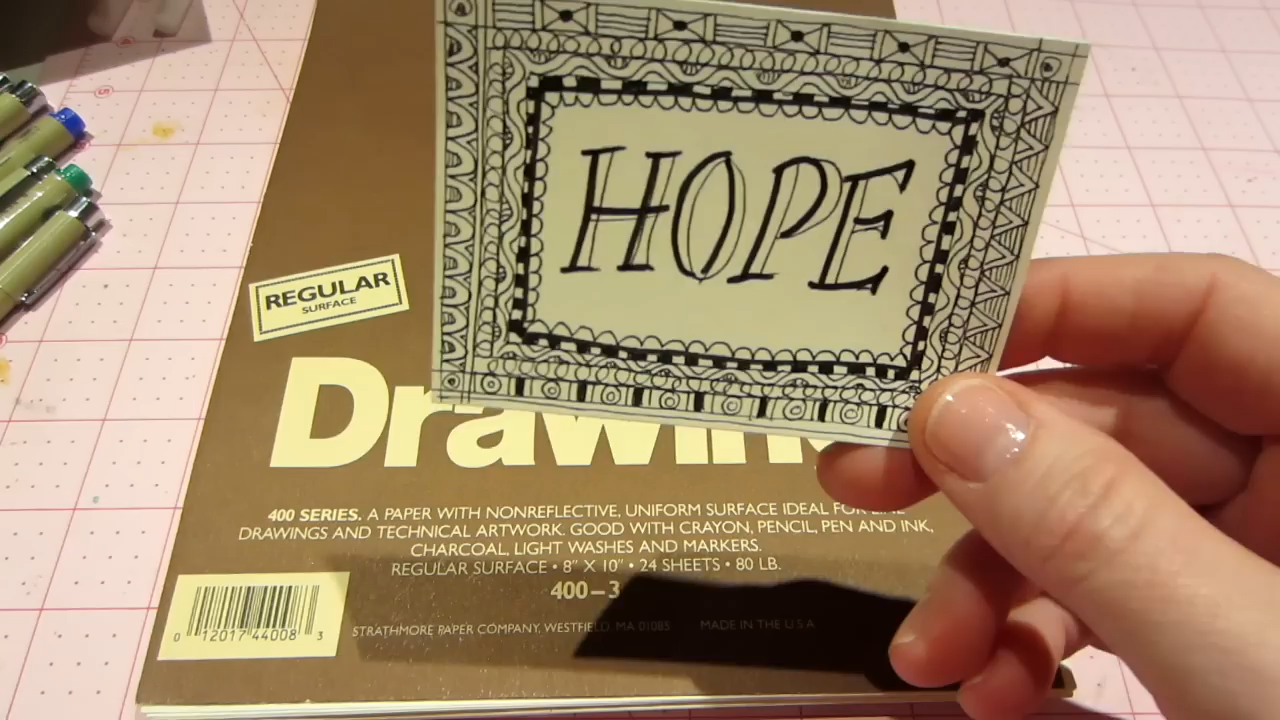 HOPE
REGULAR
SURFACE
Drawing
400 SERIES. A PAPER WITH NONREFLECTIVE, UNIFORM SURFACE IDEAL FOR LINE
DRAWINGS AND TECHNICAL ARTWORK. GOOD WITH CRAYON, PENCIL, PEN AND INK,
CHARCOAL, LIGHT WASHES AND MARKERS.
REGULAR SURFACE • 8" X 10" • 24 SHEETS • 80 LB.
400–3
0 12017 44008 3
STRATHMORE PAPER COMPANY, WESTFIELD, MA 01085 MADE IN THE U S A